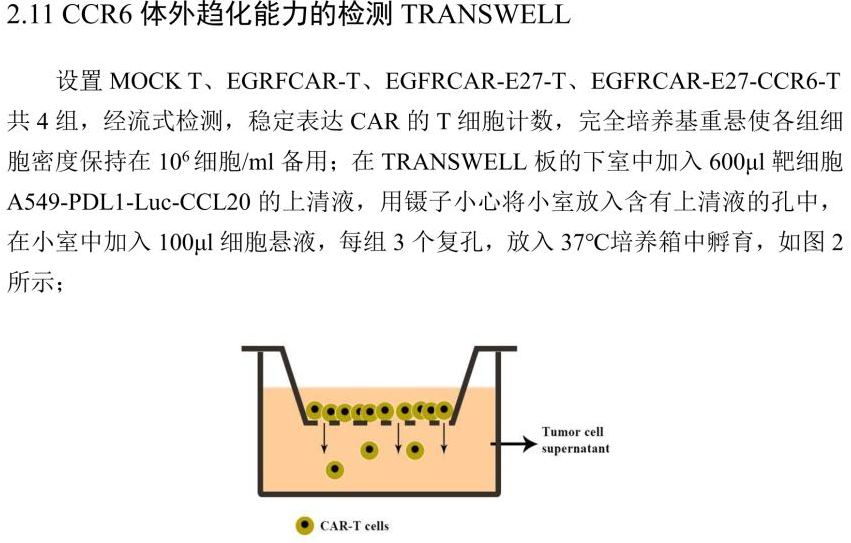 2.11 CCR6 体外趋化能力的检测 TRANSWELL
设置 MOCK T、EGRFCAR-T、EGFRCAR-E27-T、EGFRCAR-E27-CCR6-T
共 4 组，经流式检测，稳定表达 CAR 的 T 细胞计数，完全培养基重悬使各组细
胞密度保持在 10⁶ 细胞/ml 备用；在 TRANSWELL 板的下室中加入 600μl 靶细胞
A549-PDL1-Luc-CCL20 的上清液，用镊子小心将小室放入含有上清液的孔中，
在小室中加入 100μl 细胞悬液，每组 3 个复孔，放入 37℃培养箱中孵育，如图 2
所示；
Tumor cell
supernatant
CAR-T cells